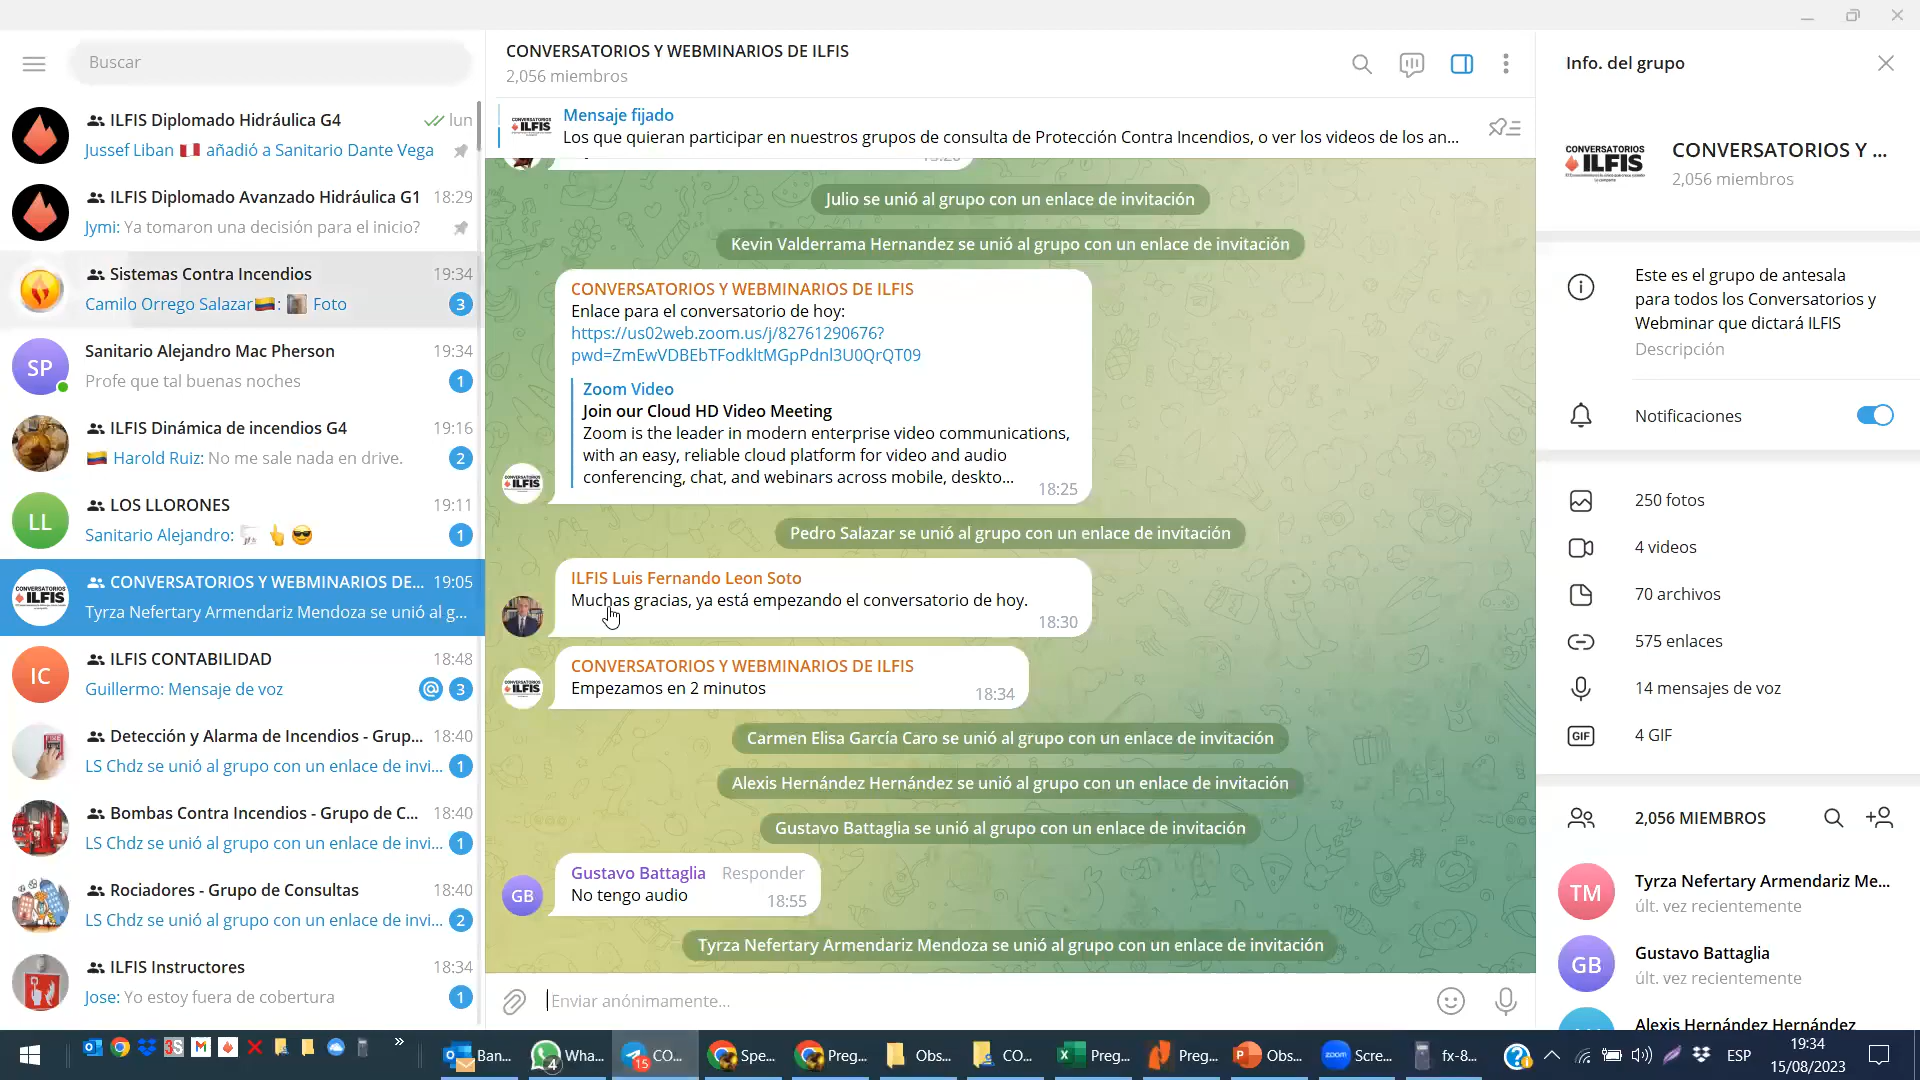 Buscar
ILFIS Diplomado Hidráulica G4
lun
Jussef Liban 🇵🇪 añadió a Sanitario Dante Vega
ILFIS Diplomado Avanzado Hidráulica G1
18:29
Jymi: Ya tomaron una decisión para el inicio?
Sistemas Contra Incendios
19:34
Camilo Orrego Salazar🇨🇴: Foto
3
SP
Sanitario Alejandro Mac Pherson
19:34
Profe que tal buenas noches
1
ILFIS Dinámica de incendios G4
19:16
🇨🇴 Harold Ruiz: No me sale nada en drive.
2
LL
LOS LLORONES
19:11
Sanitario Alejandro: 👆 😎
1
CONVERSATORIOS Y WEBMINARIOS DE...
19:05
Tyrza Nefertary Armendariz Mendoza se unió al g...
IC
ILFIS CONTABILIDAD
18:48
Guillermo: Mensaje de voz
@ 3
Detección y Alarma de Incendios - Grup...
18:40
LS Chdz se unió al grupo con un enlace de invi...
1
Bombas Contra Incendios - Grupo de C...
18:40
LS Chdz se unió al grupo con un enlace de invi...
1
Rociadores - Grupo de Consultas
18:40
LS Chdz se unió al grupo con un enlace de invi...
2
ILFIS Instructores
18:34
Jose: Yo estoy fuera de cobertura
1
CONVERSATORIOS Y WEBMINARIOS DE ILFIS
2,056 miembros
Mensaje fijado
Los que quieran participar en nuestros grupos de consulta de Protección Contra Incendios, o ver los videos de los an...
Julio se unió al grupo con un enlace de invitación
Kevin Valderrama Hernandez se unió al grupo con un enlace de invitación
CONVERSATORIOS Y WEBMINARIOS DE ILFIS
Enlace para el conversatorio de hoy:
https://us02web.zoom.us/j/82761290676?
pwd=ZmEwVDBEbTFodkltMGpPdnl3U0QrQT09
Zoom Video
Join our Cloud HD Video Meeting
Zoom is the leader in modern enterprise video communications,
with an easy, reliable cloud platform for video and audio
conferencing, chat, and webinars across mobile, deskto...
18:25
Pedro Salazar se unió al grupo con un enlace de invitación
ILFIS Luis Fernando Leon Soto
Muchas gracias, ya está empezando el conversatorio de hoy.
18:30
CONVERSATORIOS Y WEBMINARIOS DE ILFIS
Empezamos en 2 minutos
18:34
Carmen Elisa García Caro se unió al grupo con un enlace de invitación
Alexis Hernández Hernández se unió al grupo con un enlace de invitación
Gustavo Battaglia se unió al grupo con un enlace de invitación
GB
Gustavo Battaglia
Responder
No tengo audio
18:55
Tyrza Nefertary Armendariz Mendoza se unió al grupo con un enlace de invitación
Enviar anónimamente...
Info. del grupo
CONVERSATORIOS
ILFIS
CONVERSATORIOS Y ...
2,056 miembros
Este es el grupo de antesala
para todos los Conversatorios y
Webminar que dictará ILFIS
Descripción
Notificaciones
250 fotos
4 videos
70 archivos
575 enlaces
14 mensajes de voz
GIF
4 GIF
2,056 MIEMBROS
TM
Tyrza Nefertary Armendariz Me...
últ. vez recientemente
GB
Gustavo Battaglia
últ. vez recientemente
Alexis Hernández Hernández
Ban...
4
Wha...
15
CO...
Spe...
Preg...
Obs...
CO...
Preg...
Preg...
Obs...
zoom
Scre...
fx-8...
ESP
19:34
15/08/2023